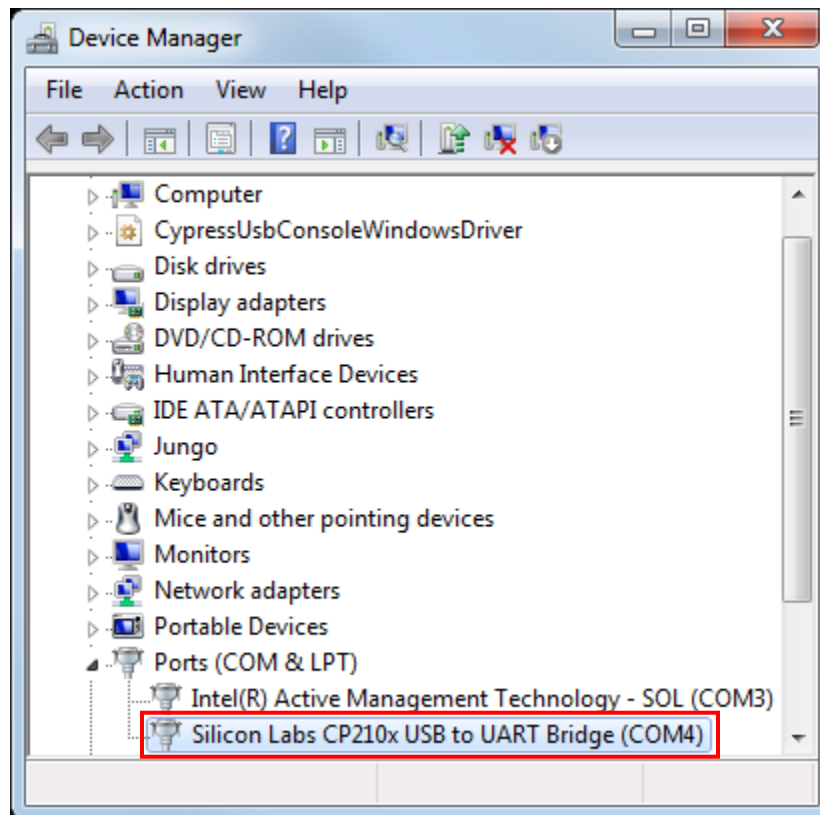 Device Manager
File Action View Help
Computer
CypressUsbConsoleWindowsDriver
Disk drives
Display adapters
DVD/CD-ROM drives
Human Interface Devices
IDE ATA/ATAPI controllers
Jungo
Keyboards
Mice and other pointing devices
Monitors
Network adapters
Portable Devices
Ports (COM & LPT)
Intel(R) Active Management Technology - SOL (COM3)
Silicon Labs CP210x USB to UART Bridge (COM4)